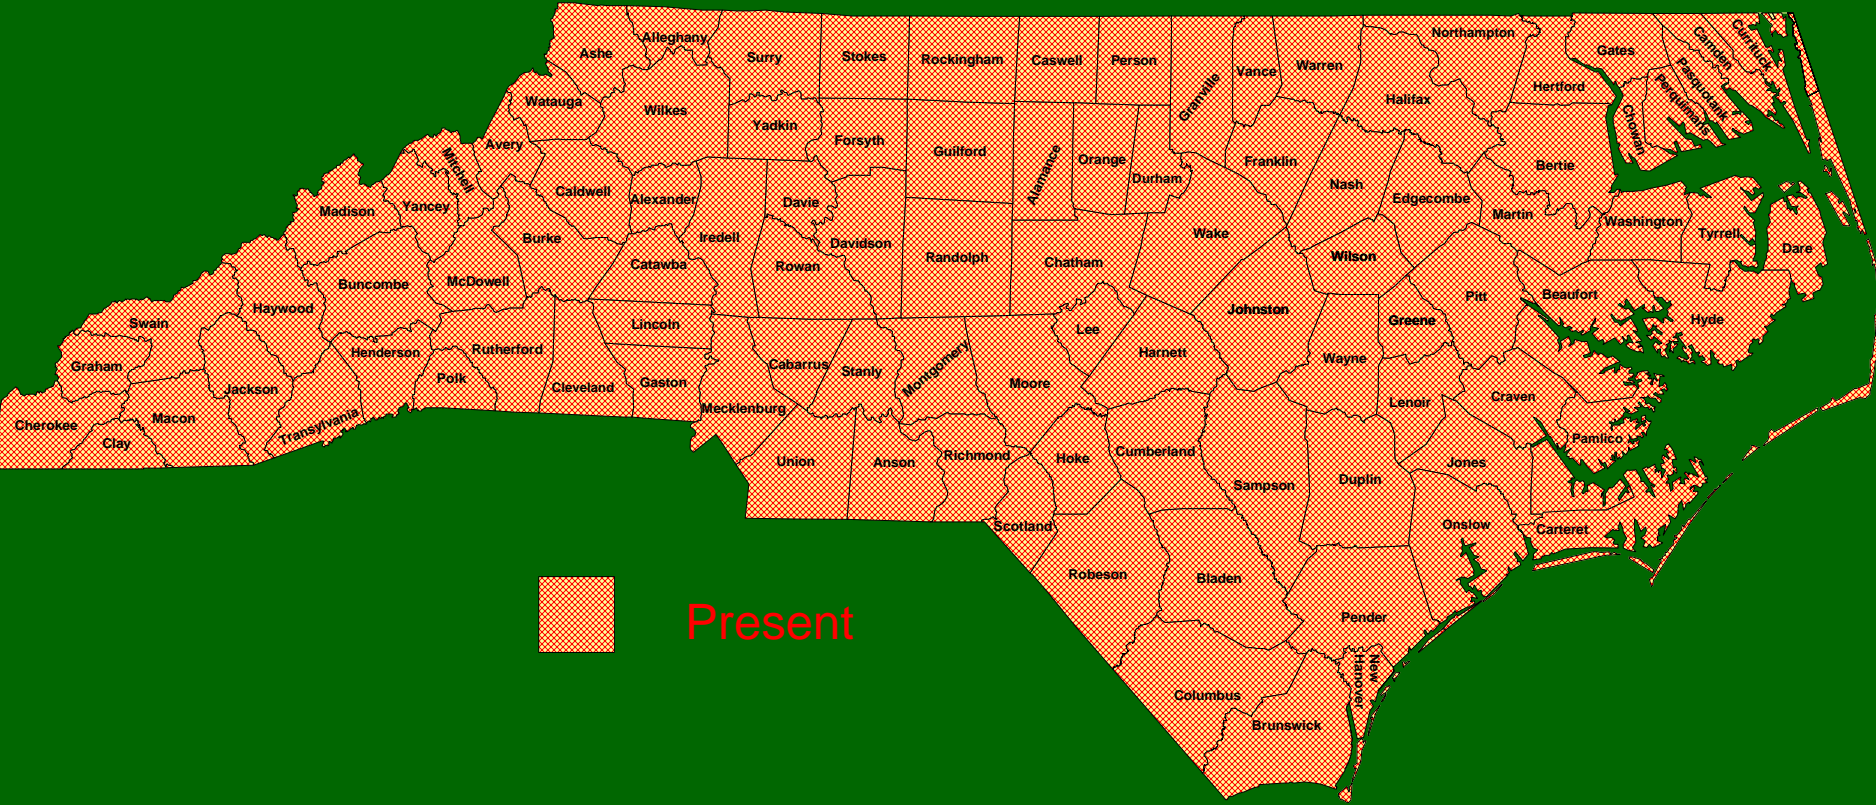 Alleghany
Ashe
Surry
Stokes
Rockingham
Caswell
Person
Granville
Vance
Warren
Northampton
Gates
Camden
Currituck
Hertford
Halifax
Pasquotank
Perquimans
Chowan
Watauga
Wilkes
Yadkin
Forsyth
Guilford
Alamance
Orange
Durham
Franklin
Nash
Edgecombe
Bertie
Martin
Washington
Tyrrell
Dare
Avery
Mitchell
Caldwell
Alexander
Davie
Iredell
Madison
Yancey
Burke
Catawba
Rowan
Davidson
Randolph
Chatham
Wake
Wilson
Pitt
Beaufort
Hyde
Buncombe
McDowell
Haywood
Swain
Lincoln
Johnston
Greene
Lee
Harnett
Wayne
Graham
Jackson
Henderson
Rutherford
Polk
Cleveland
Gaston
Cabarrus
Stanly
Montgomery
Moore
Lenoir
Craven
Pamlico
Cherokee
Clay
Macon
Transylvania
Mecklenburg
Union
Anson
Richmond
Hoke
Cumberland
Sampson
Duplin
Jones
Onslow
Carteret
Scotland
Robeson
Bladen
Pender
New
Hanover
Columbus
Brunswick
Present